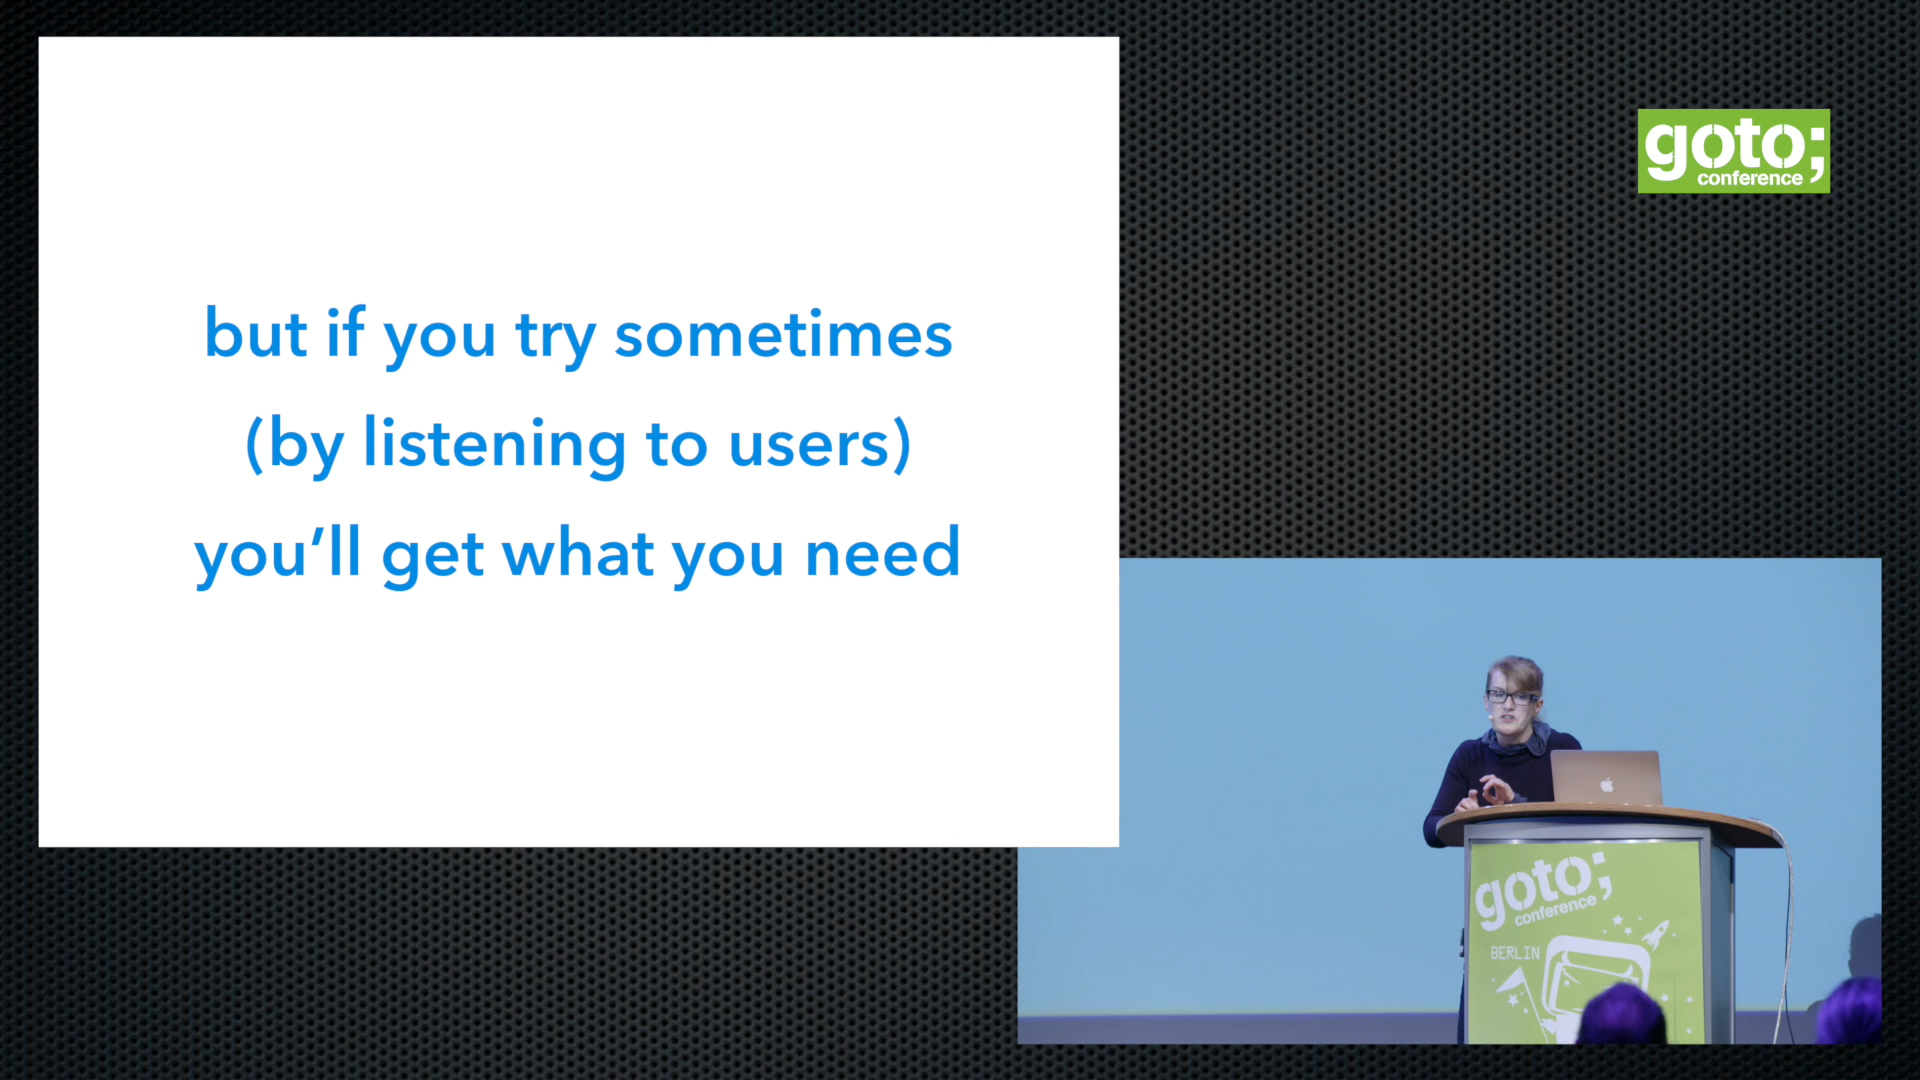 but if you try sometimes
(by listening to users)
you’ll get what you need
goto;
conference
goto;
conference
BERLIN